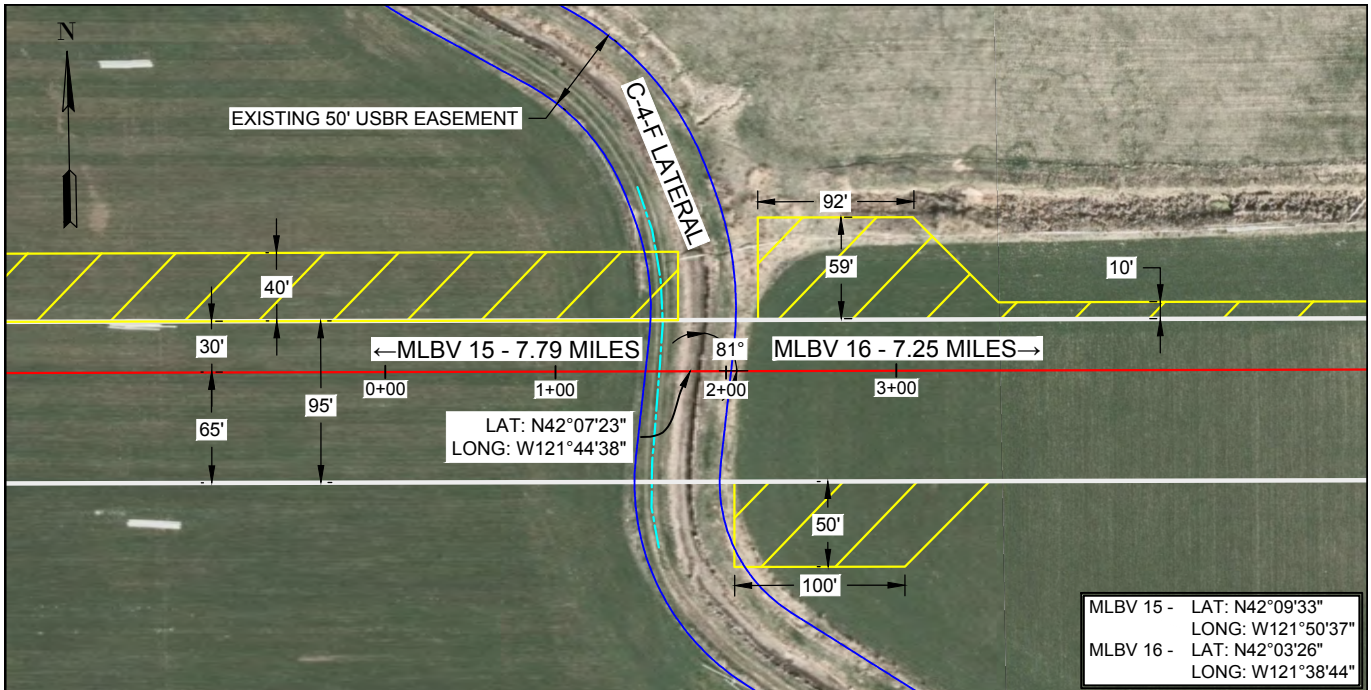 N
EXISTING 50' USBR EASEMENT
C-4-F LATERAL
92'
59'
10'
40'
30'
←MLBV 15 - 7.79 MILES
81°
MLBV 16 - 7.25 MILES→
0+00
1+00
2+00
3+00
95'
65'
LAT: N42°07'23"
LONG: W121°44'38"
50'
100'
MLBV 15 - LAT: N42°09'33"
LONG: W121°50'37"
MLBV 16 - LAT: N42°03'26"
LONG: W121°38'44"